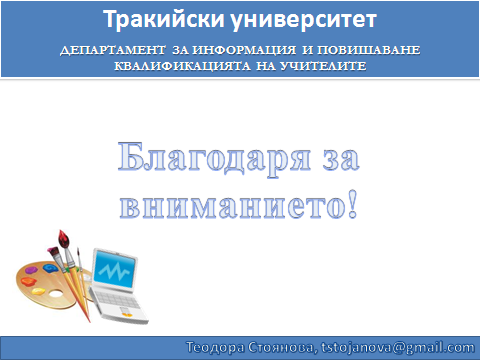 Тракийски университет
ДЕПАРТАМЕНТ ЗА ИНФОРМАЦИЯ И ПОВИШАВАНЕ
КВАЛИФИКАЦИЯТА НА УЧИТЕЛИТЕ
Благодаря за
вниманието!
Теодора Стоянова, tstojanova@gmail.com